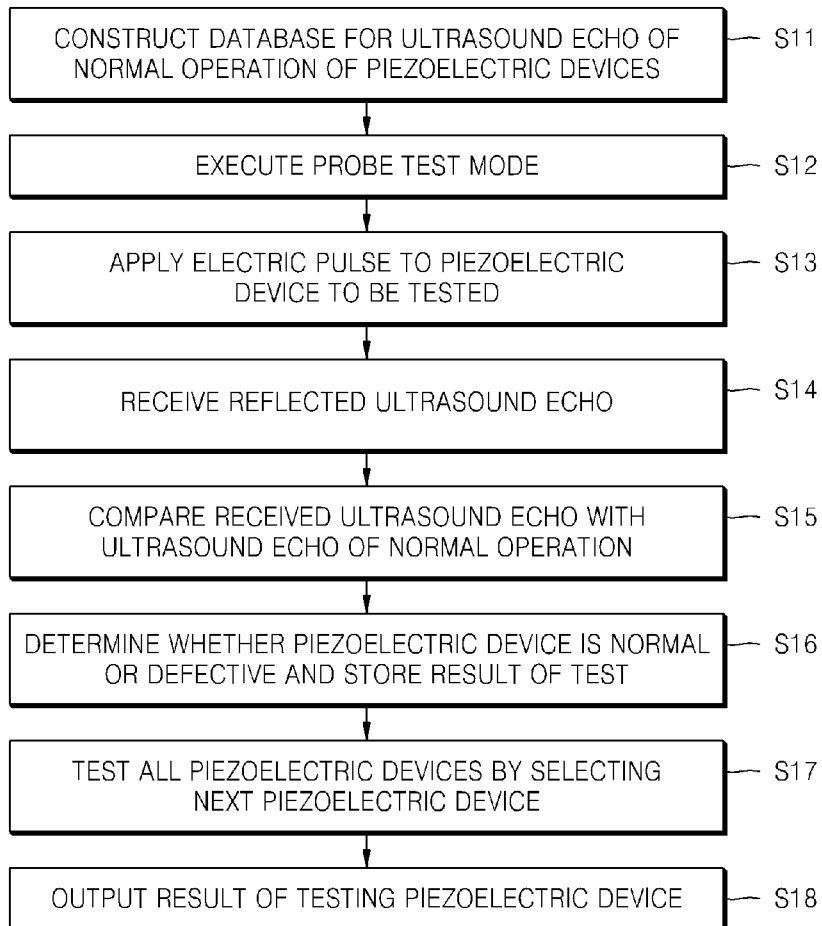 CONSTRUCT DATABASE FOR ULTRASOUND ECHO OF
NORMAL OPERATION OF PIEZOELECTRIC DEVICES
S11
EXECUTE PROBE TEST MODE
S12
APPLY ELECTRIC PULSE TO PIEZOELECTRIC
DEVICE TO BE TESTED
S13
RECEIVE REFLECTED ULTRASOUND ECHO
S14
COMPARE RECEIVED ULTRASOUND ECHO WITH
ULTRASOUND ECHO OF NORMAL OPERATION
S15
DETERMINE WHETHER PIEZOELECTRIC DEVICE IS NORMAL
OR DEFECTIVE AND STORE RESULT OF TEST
S16
TEST ALL PIEZOELECTRIC DEVICES BY SELECTING
NEXT PIEZOELECTRIC DEVICE
S17
OUTPUT RESULT OF TESTING PIEZOELECTRIC DEVICE
S18